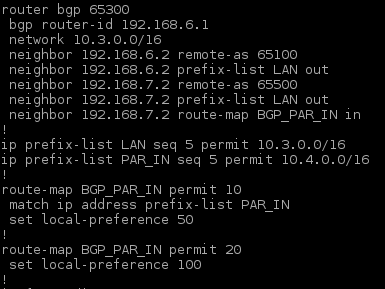 router bgp 65300
 bgp router-id 192.168.6.1
 network 10.3.0.0/16
 neighbor 192.168.6.2 remote-as 65100
 neighbor 192.168.6.2 prefix-list LAN out
 neighbor 192.168.7.2 remote-as 65500
 neighbor 192.168.7.2 prefix-list LAN out
 neighbor 192.168.7.2 route-map BGP_PAR_IN in
!
ip prefix-list LAN seq 5 permit 10.3.0.0/16
ip prefix-list PAR_IN seq 5 permit 10.4.0.0/16
!
route-map BGP_PAR_IN permit 10
 match ip address prefix-list PAR_IN
 set local-preference 50
!
route-map BGP_PAR_IN permit 20
 set local-preference 100
!